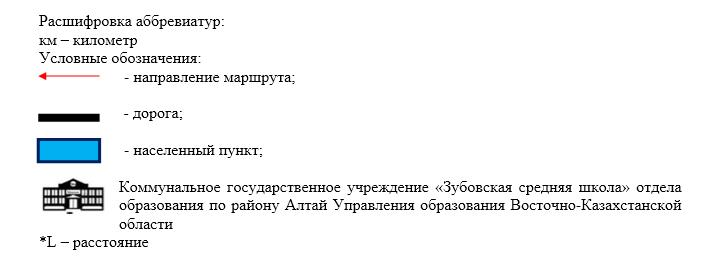 Расшифровка аббревиатур:
км – километр
Условные обозначения:
- направление маршрута;
- дорога;
- населенный пункт;
Коммунальное государственное учреждение «Зубовская средняя школа» отдела
образования по району Алтай Управления образования Восточно-Казахстанской
области
*L – расстояние